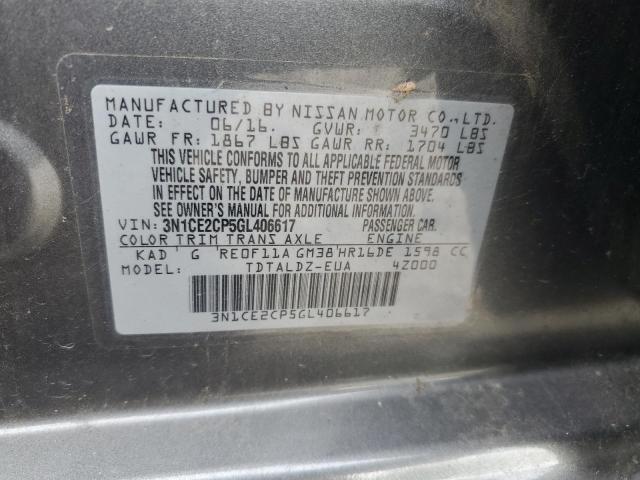 MANUFACTURED BY NISSAN MOTOR CO.,LTD.
DATE: 06/16. GVWR: 3470 LBS
GAWR FR: 1867 LBS GAWR RR: 1704 LBS
THIS VEHICLE CONFORMS TO ALL APPLICABLE FEDERAL MOTOR
VEHICLE SAFETY, BUMPER AND THEFT PREVENTION STANDARDS
IN EFFECT ON THE DATE OF MANUFACTURE SHOWN ABOVE.
SEE OWNER'S MANUAL FOR ADDITIONAL INFORMATION.
VIN: 3N1CE2CP5GL406617 PASSENGER CAR.
COLOR TRIM TRANS AXLE ENGINE
KAD G RE0F11A GM38 HR16DE 1598 CC
MODEL: TDTALDZ-EUA 4Z000
3N1CE2CP5GL406617